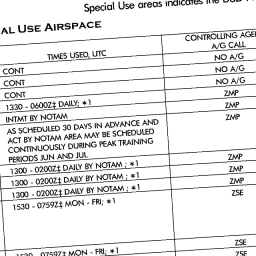 Special Use areas indicates the
AL USE AIRSPACE
TIMES USED, UTC
CONTROLLING
A/G CALL
CONT NO A/G
CONT NO A/G
CONT NO A/G
1330 - 0600Z‡ DAILY; *1 ZMP
INTMT BY NOTAM ZMP
AS SCHEDULED 30 DAYS IN ADVANCE AND ZMP
ACT BY NOTAM AREA MAY BE SCHEDULED
CONTINUOUSLY DURING PEAK TRAINING
PERIODS JUN AND JUL
1300 - 0200Z‡ DAILY BY NOTAM ; *1 ZMP
1300 - 0200Z‡ DAILY BY NOTAM ; *1 ZMP
1300 - 0200Z‡ DAILY BY NOTAM ; *1 ZMP
1530 - 0759Z‡ MON - FRI; *1 ZSE
ZSE
1530 - 0759Z‡ MON - FRI; *1 ZSE